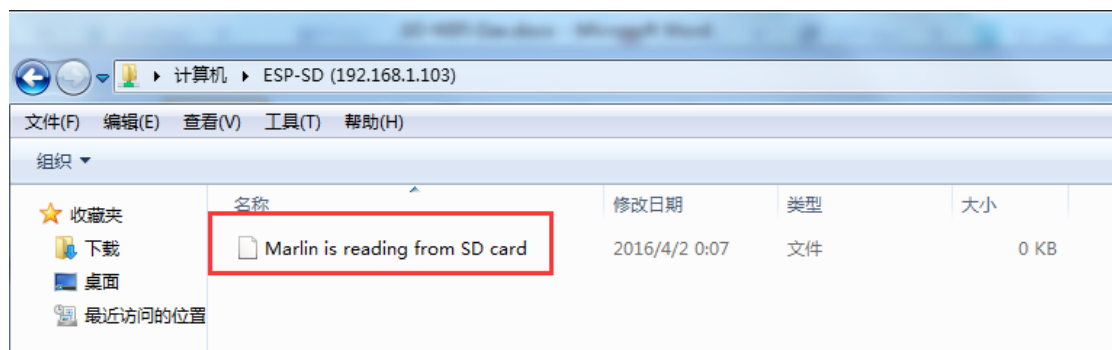 计算机 ▸ ESP-SD (192.168.1.103)
文件(F) 编辑(E) 查看(V) 工具(T) 帮助(H)
组织
收藏夹 名称 修改日期 类型 大小
下载 Marlin is reading from SD card 2016/4/2 0:07 文件 0 KB
桌面
最近访问的位置